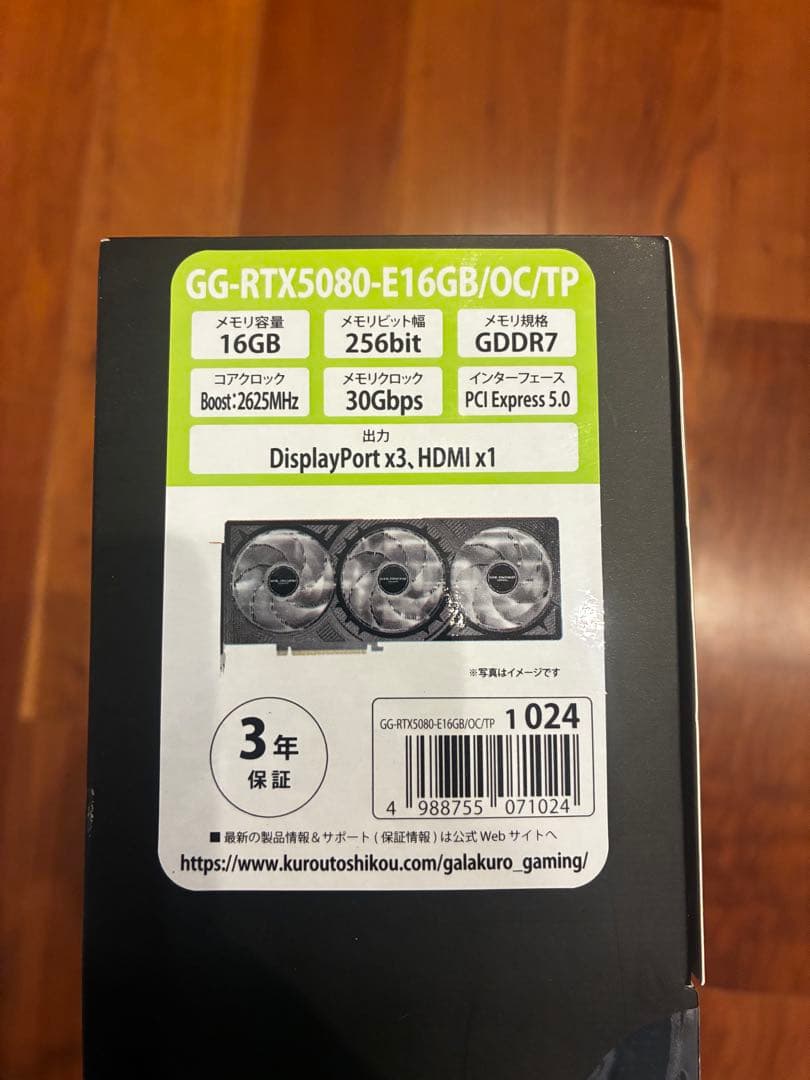 GG-RTX5080-E16GB/OC/TP
メモリ容量 メモリビット幅 メモリ規格
16GB 256bit GDDR7
コアクロック メモリクロック インターフェース
Boost:2625MHz 30Gbps PCI Express 5.0
出力
DisplayPort x3、HDMI x1
※写真はイメージです
3年
保証
GG-RTX5080-E16GB/OC/TP 1 024
4 988755 071024
■ 最新の製品情報&サポート(保証情報)は公式Webサイトへ
https://www.kuroutoshikou.com/galakuro_gaming/